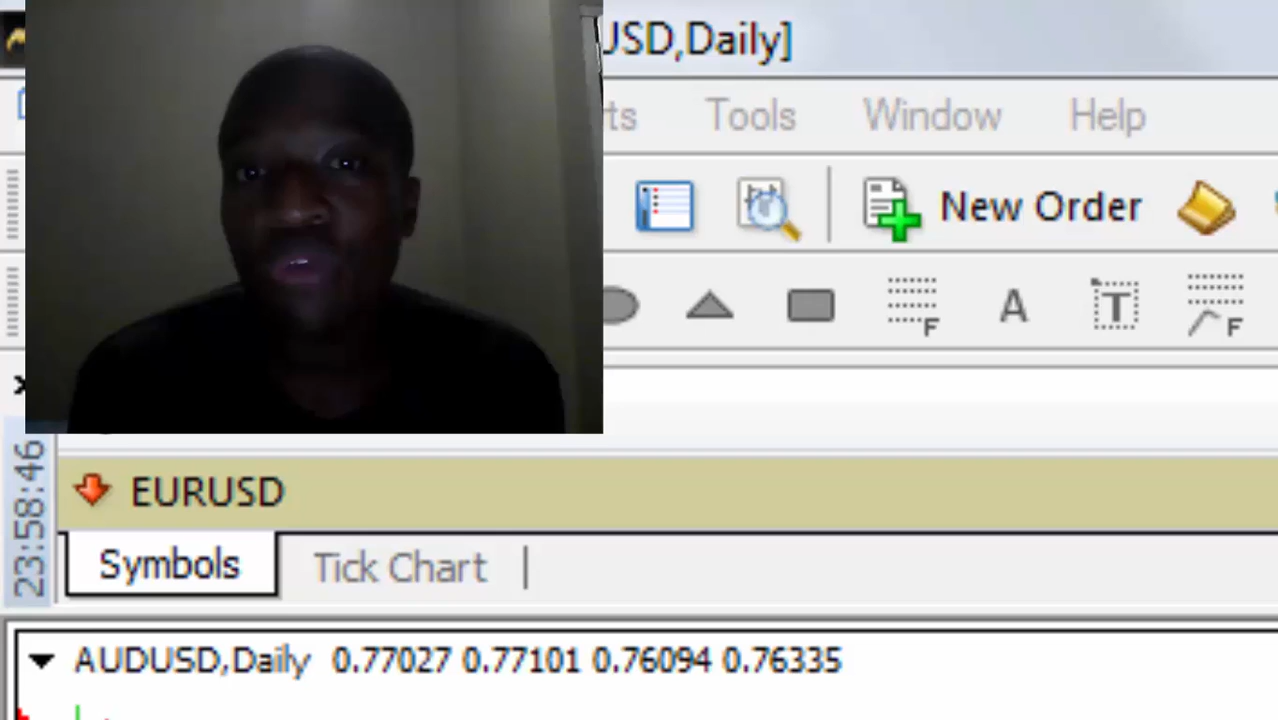 USD,Daily]
ts Tools Window Help
New Order
F A T F
23:58:46
EURUSD
Symbols Tick Chart
AUDUSD,Daily 0.77027 0.77101 0.76094 0.76335